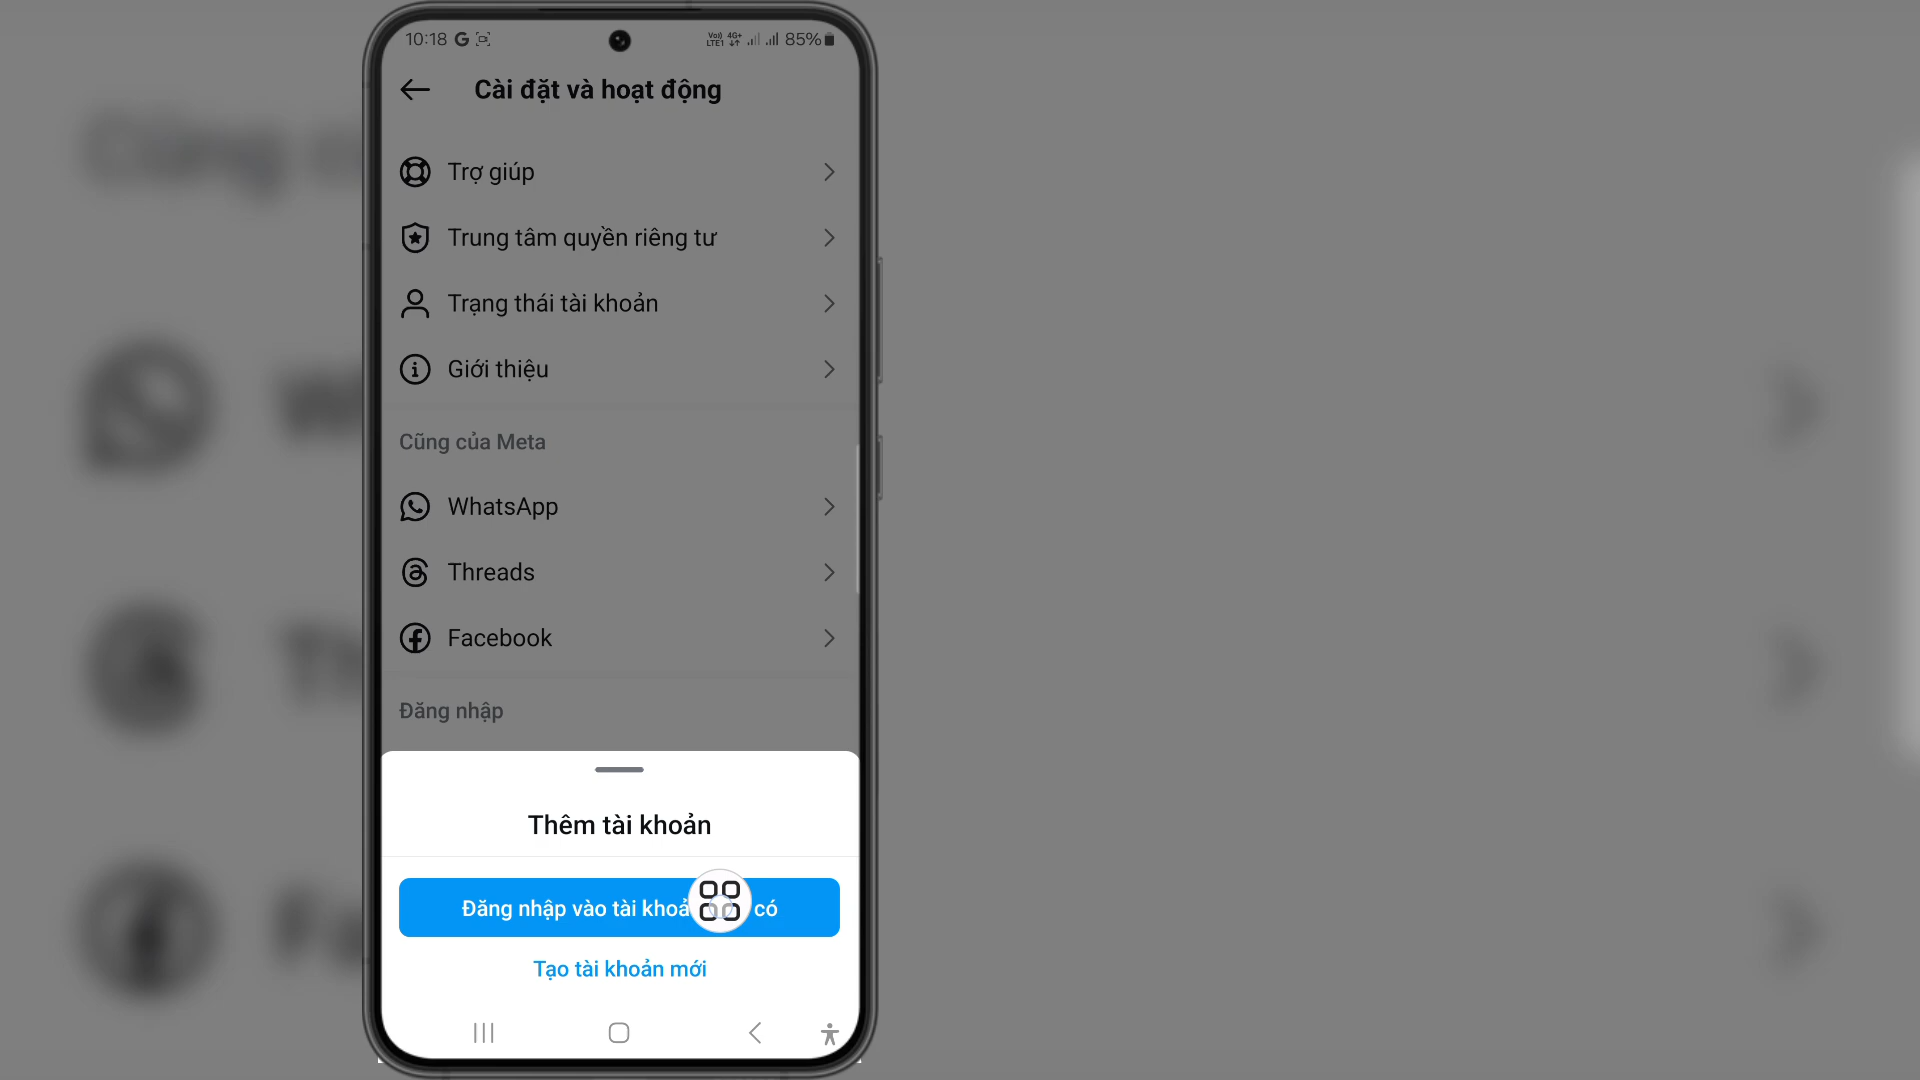 10:18
85%
Cài đặt và hoạt động
Trợ giúp
Trung tâm quyền riêng tư
Trạng thái tài khoản
Giới thiệu
Cũng của Meta
WhatsApp
Threads
Facebook
Đăng nhập
Thêm tài khoản
Đăng nhập vào tài khoả có
Tạo tài khoản mới